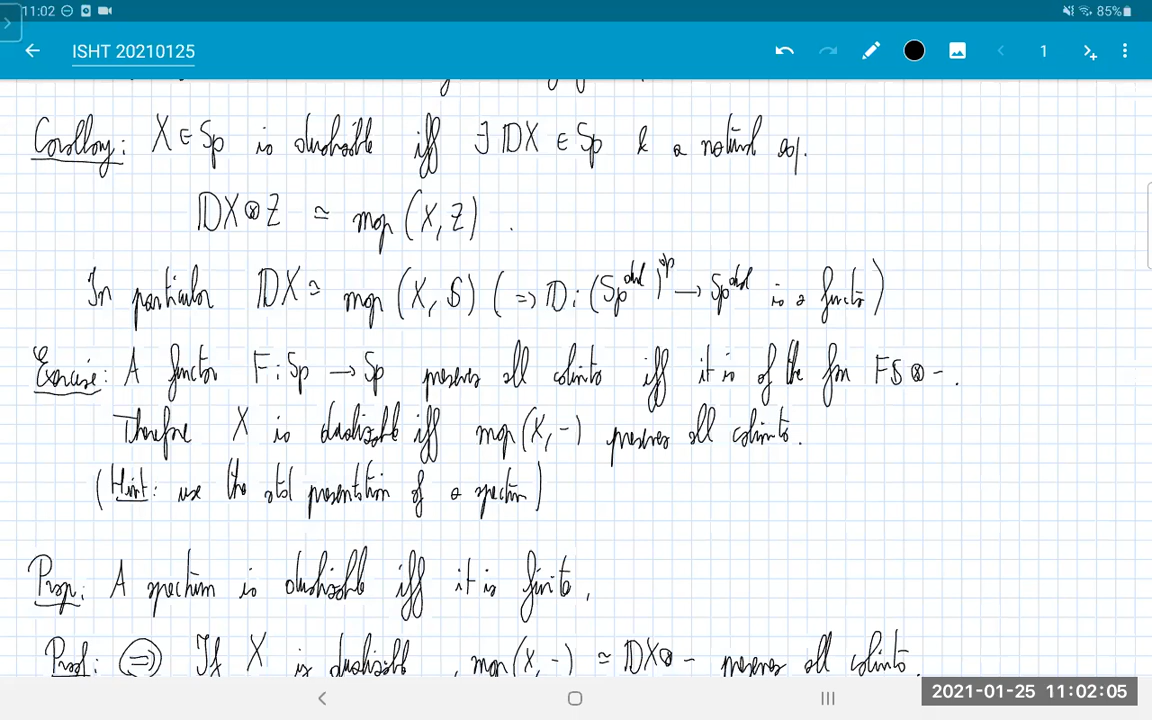 11:02
85%
ISHT 20210125
1
Corollary: X ∈ Sp is dualizable iff ∃ 𝔻X ∈ Sp & a natural eq.
𝔻X ⊗ Z ≃ map (X, Z) .
In particular 𝔻X ≃ map (X, 𝕊) ( ⇒ 𝔻 : (Sp^dual)^op → Sp^dual is a functor )
Exercise: A functor F : Sp → Sp preserves all colimits iff it is of the form F𝕊 ⊗ − .
Therefore X is dualizable iff map (X, −) preserves all colimits.
(Hint: use the std presentation of a spectrum)
Prop: A spectrum is dualizable iff it is finite.
Proof: (⇒) If X is dualizable, map (X, −) ≃ 𝔻X ⊗ − preserves all colimits
2021-01-25 11:02:05